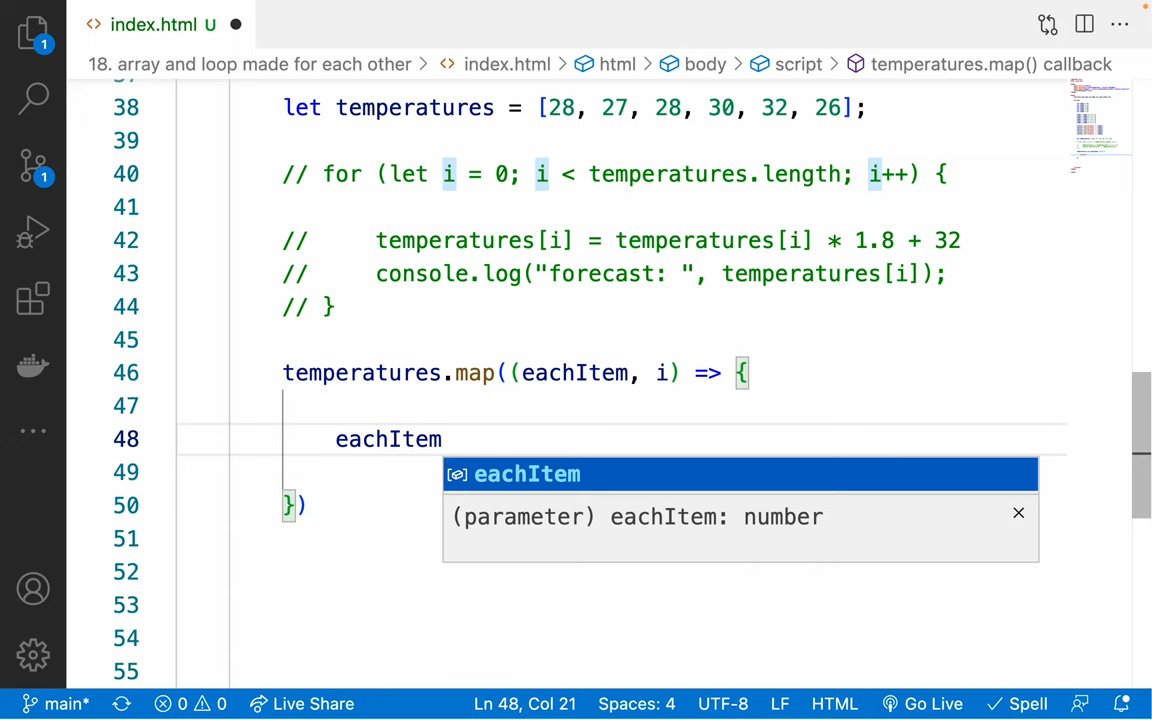 index.html U
18. array and loop made for each other > index.html > html > body > script > temperatures.map() callback
1
38 let temperatures = [28, 27, 28, 30, 32, 26];
39
40 // for (let i = 0; i < temperatures.length; i++) {
1
41
42 // temperatures[i] = temperatures[i] * 1.8 + 32
43 // console.log("forecast: ", temperatures[i]);
44 // }
45
46 temperatures.map((eachItem, i) => {
47
48 eachItem
eachItem
49
(parameter) eachItem: number
50 })
51
52
53
54
55
main* 0 0 Live Share Ln 48, Col 21 Spaces: 4 UTF-8 LF HTML Go Live Spell